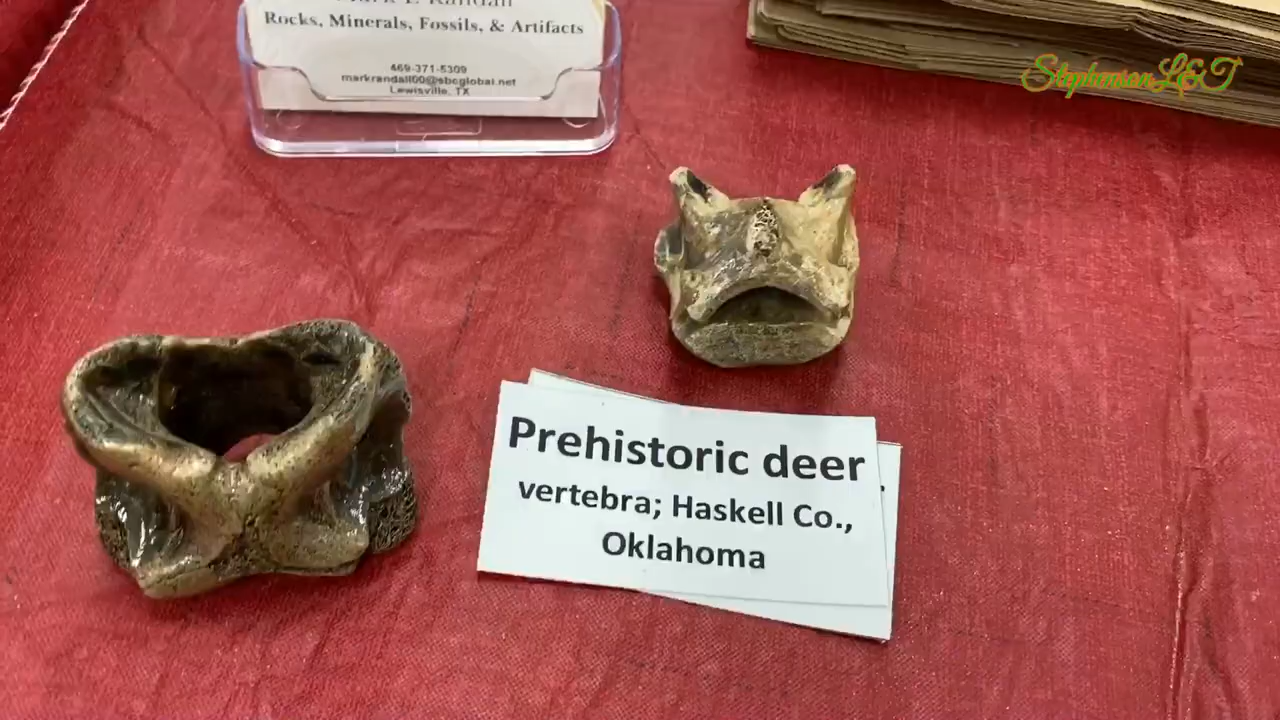 Rocks, Minerals, Fossils, & Artifacts
469-371-5309
markrandall00@sbcglobal.net
Lewisville, TX
StephensonL&T
Prehistoric deer
vertebra; Haskell Co.,
Oklahoma